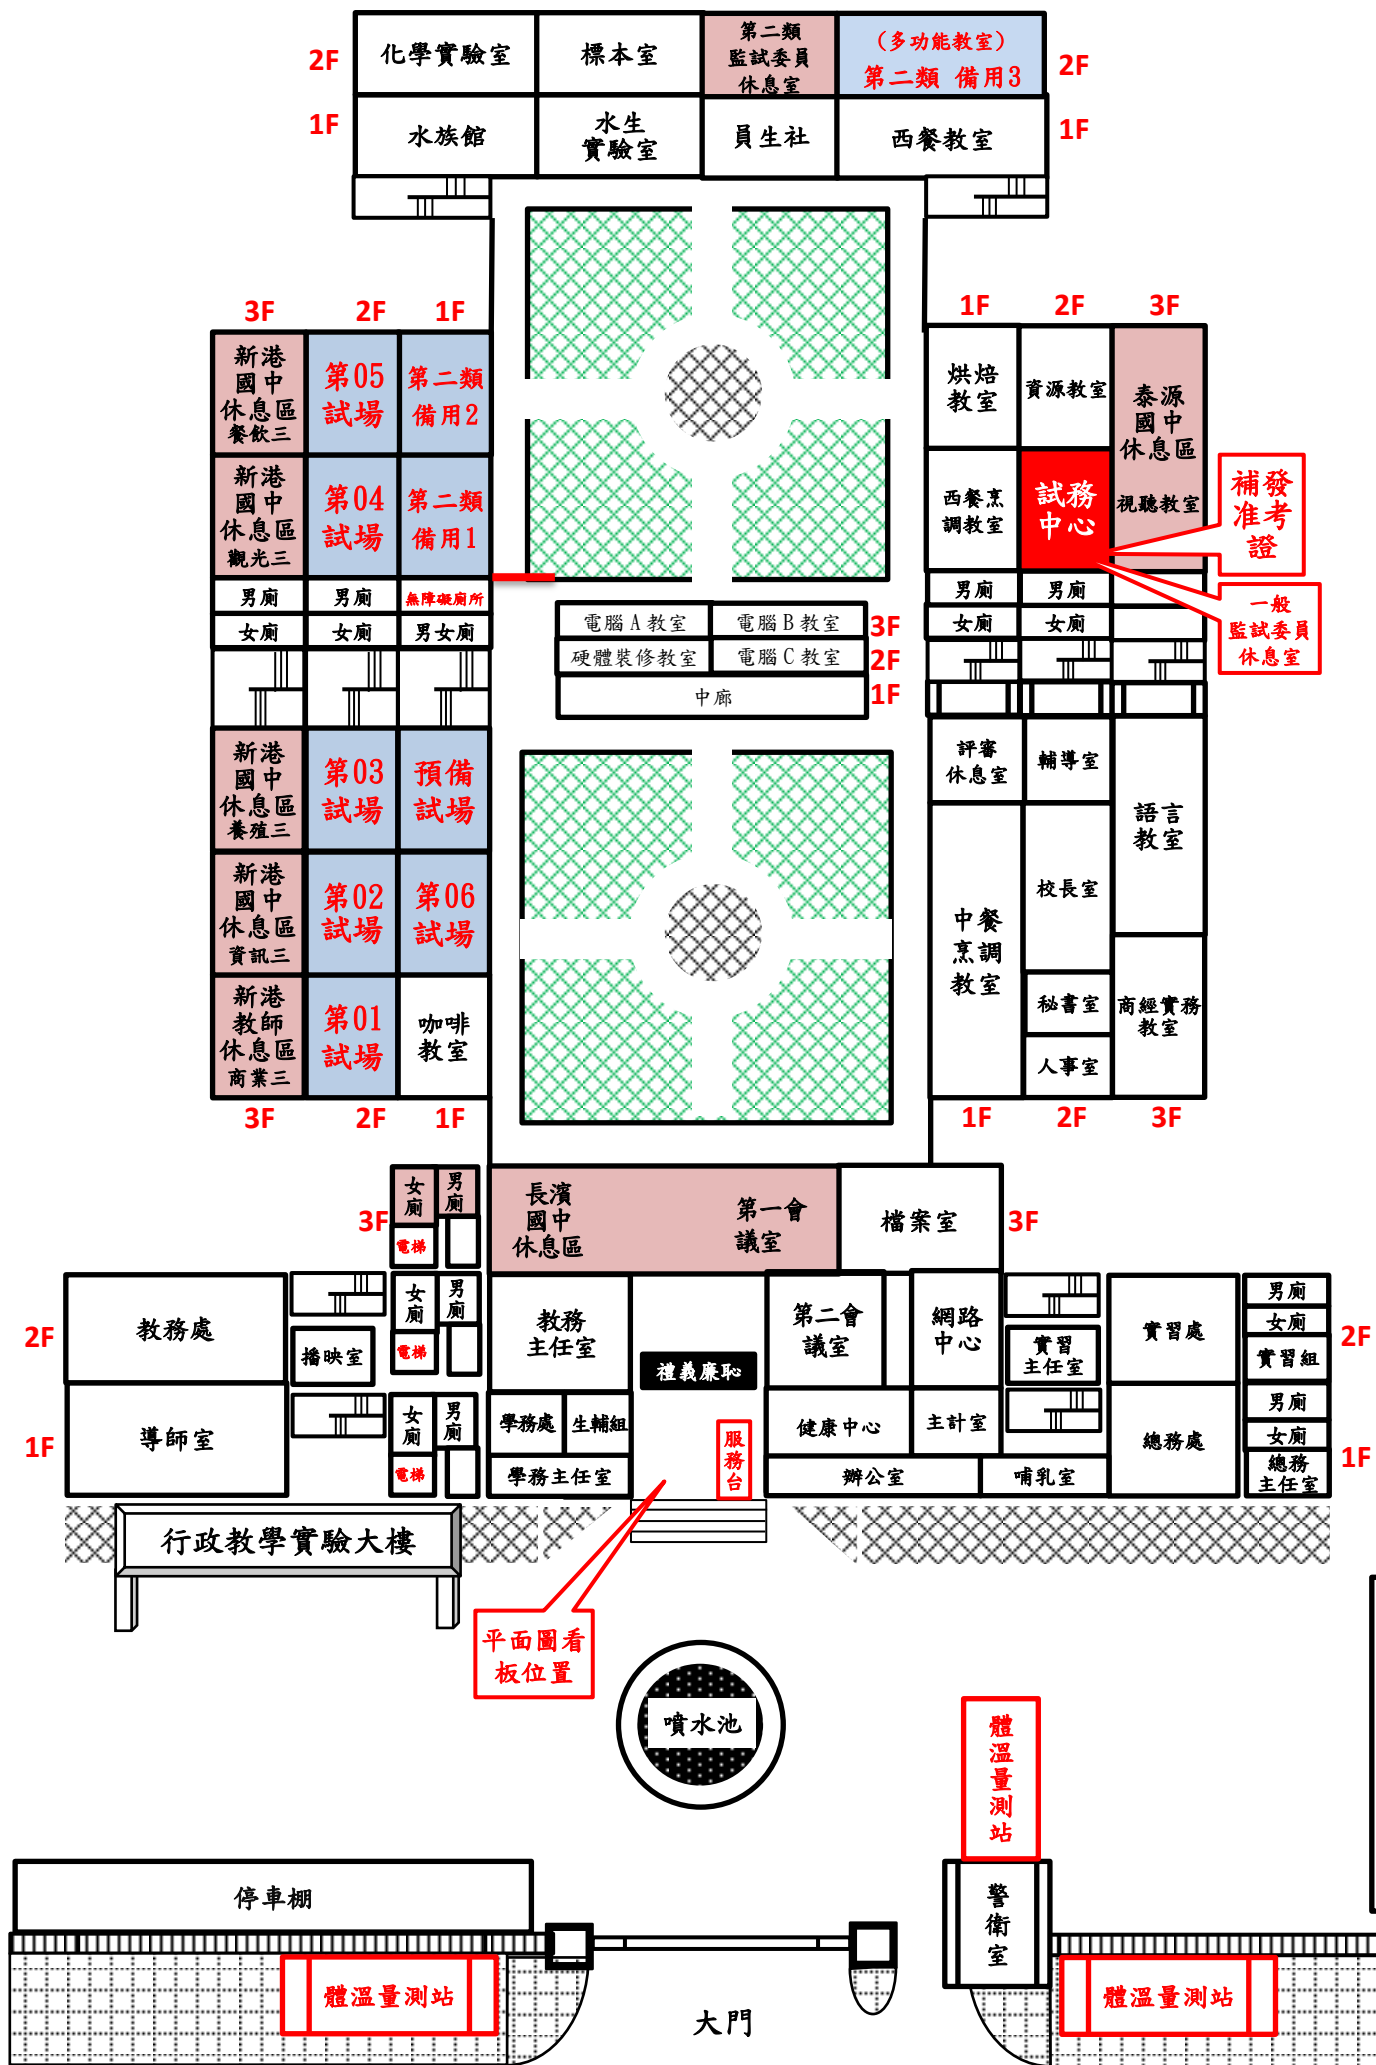 2F
化學實驗室
標本室
第二類
監試委員
休息室
(多功能教室)
第二類 備用3
2F
1F
水族館
水生
實驗室
員生社
西餐教室
1F
3F
2F
1F
新港
國中
休息區
餐飲三
第05
試場
第二類
備用2
新港
國中
休息區
觀光三
第04
試場
第二類
備用1
男廁
男廁
無障礙廁所
女廁
女廁
男女廁
新港
國中
休息區
養殖三
第03
試場
預備
試場
新港
國中
休息區
資訊三
第02
試場
第06
試場
新港
教師
休息區
商業三
第01
試場
咖啡
教室
3F
2F
1F
電腦A教室
電腦B教室
3F
硬體裝修教室
電腦C教室
2F
中廊
1F
1F
2F
3F
烘焙
教室
資源教室
泰源
國中
休息區
視聽教室
西餐烹
調教室
試務
中心
補發
准考
證
一般
監試委員
休息室
男廁
男廁
女廁
女廁
評審
休息室
輔導室
語言
教室
中餐
烹調
教室
校長室
秘書室
人事室
商經實務
教室
1F
2F
3F
3F
女廁
男廁
電梯
長濱
國中
休息區
第一會
議室
檔案室
3F
2F
教務處
播映室
女廁
男廁
電梯
教務
主任室
禮義廉恥
第二會
議室
網路
中心
實習
主任室
實習處
男廁
女廁
實習組
2F
1F
導師室
女廁
男廁
電梯
學務處
生輔組
學務主任室
服務台
健康中心
主計室
辦公室
哺乳室
總務處
男廁
女廁
總務
主任室
1F
行政教學實驗大樓
平面圖看
板位置
噴水池
體溫量測站
停車棚
警衛室
體溫量測站
大門
體溫量測站